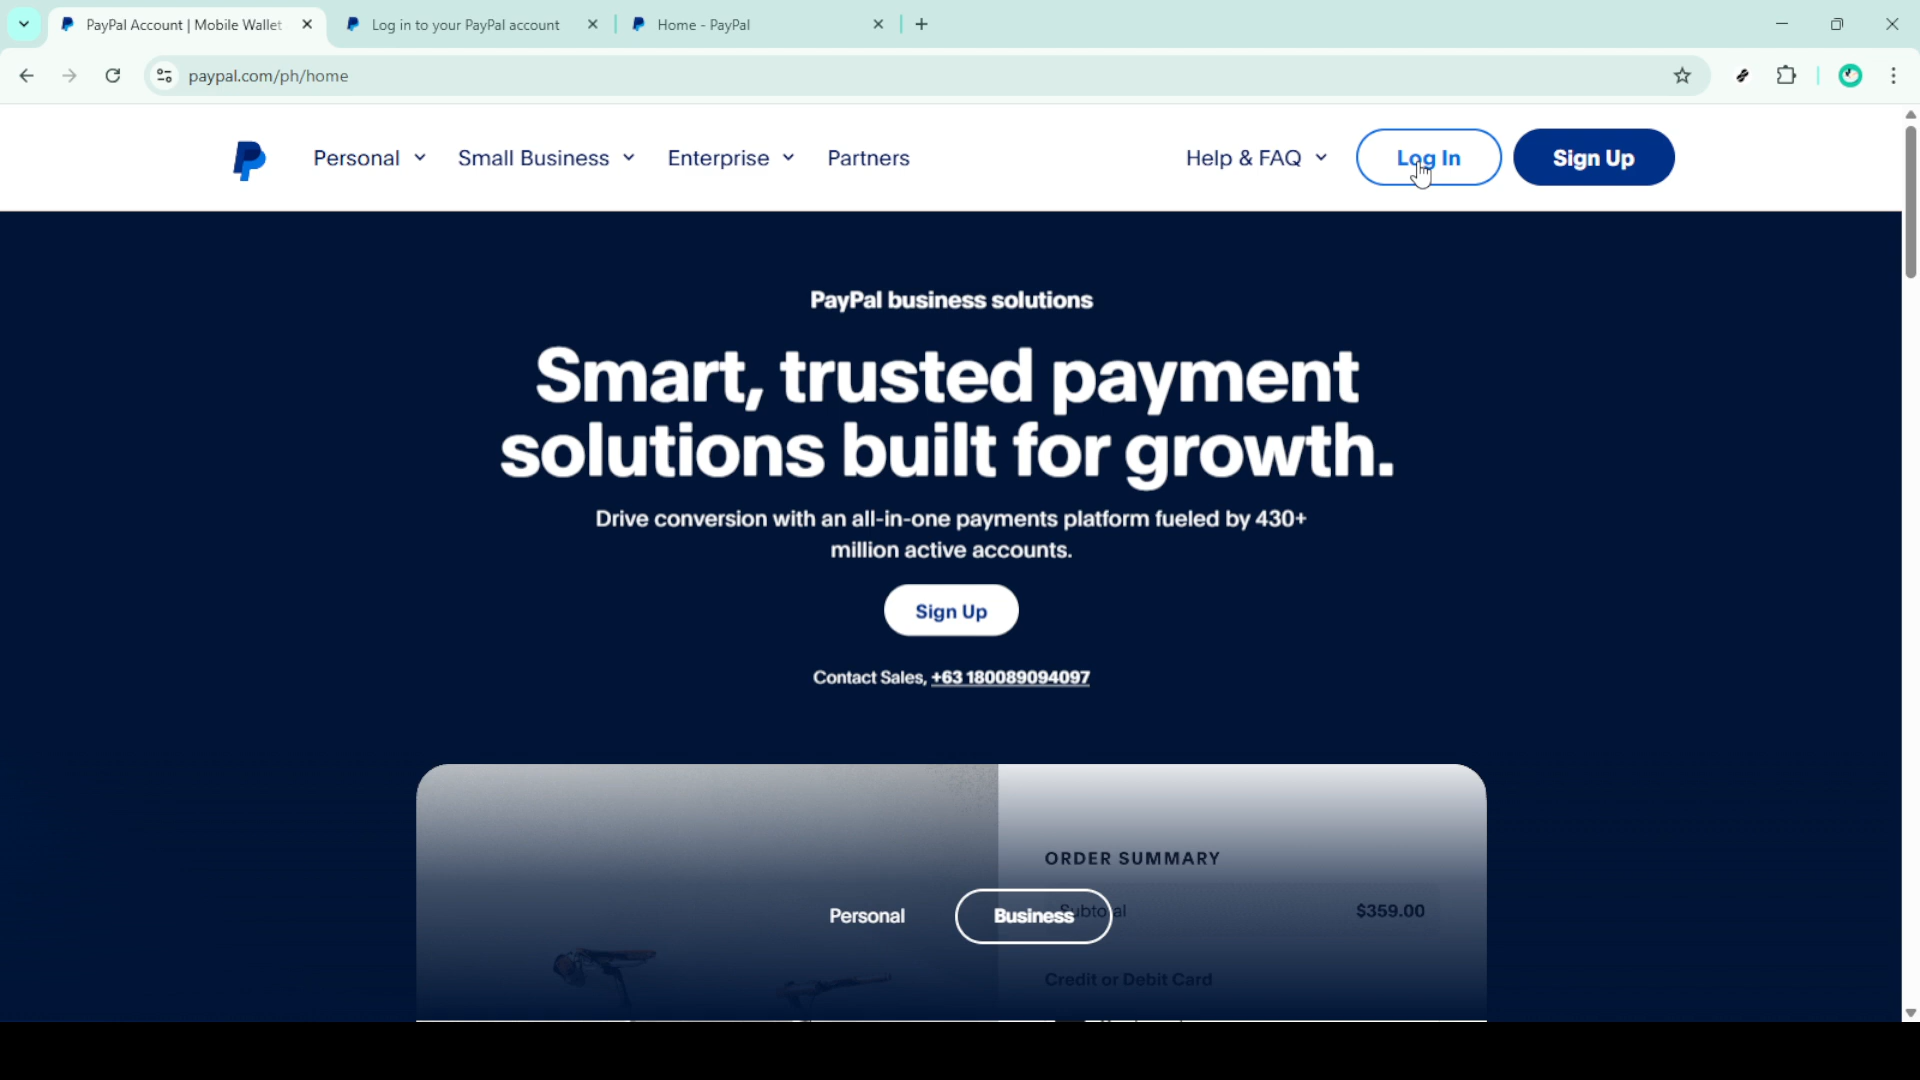 PayPal Account | Mobile Wallet
Log in to your PayPal account
Home - PayPal
paypal.com/ph/home
Personal
Small Business
Enterprise
Partners
Help & FAQ
Log In
Sign Up
PayPal business solutions
Smart, trusted payment
solutions built for growth.
Drive conversion with an all-in-one payments platform fueled by 430+
million active accounts.
Sign Up
Contact Sales, +63 180089094097
ORDER SUMMARY
Subtotal
$359.00
Personal
Business
Credit or Debit Card